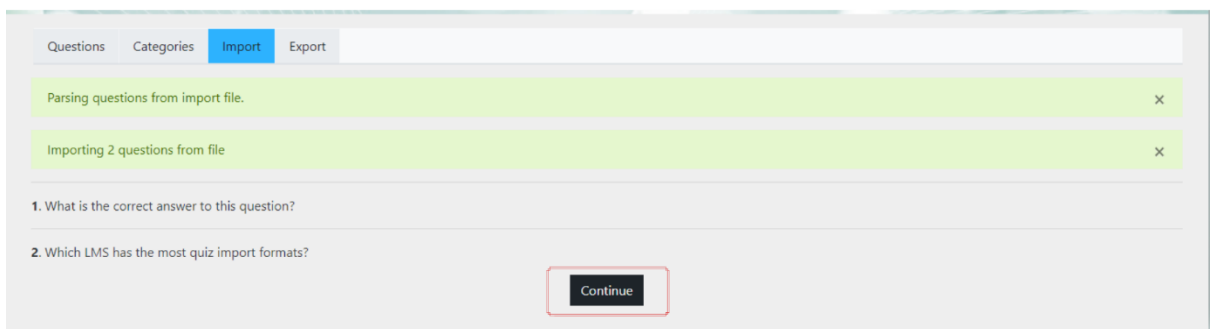 Questions Categories Import Export
Parsing questions from import file. ×
Importing 2 questions from file ×
1. What is the correct answer to this question?
2. Which LMS has the most quiz import formats?
Continue